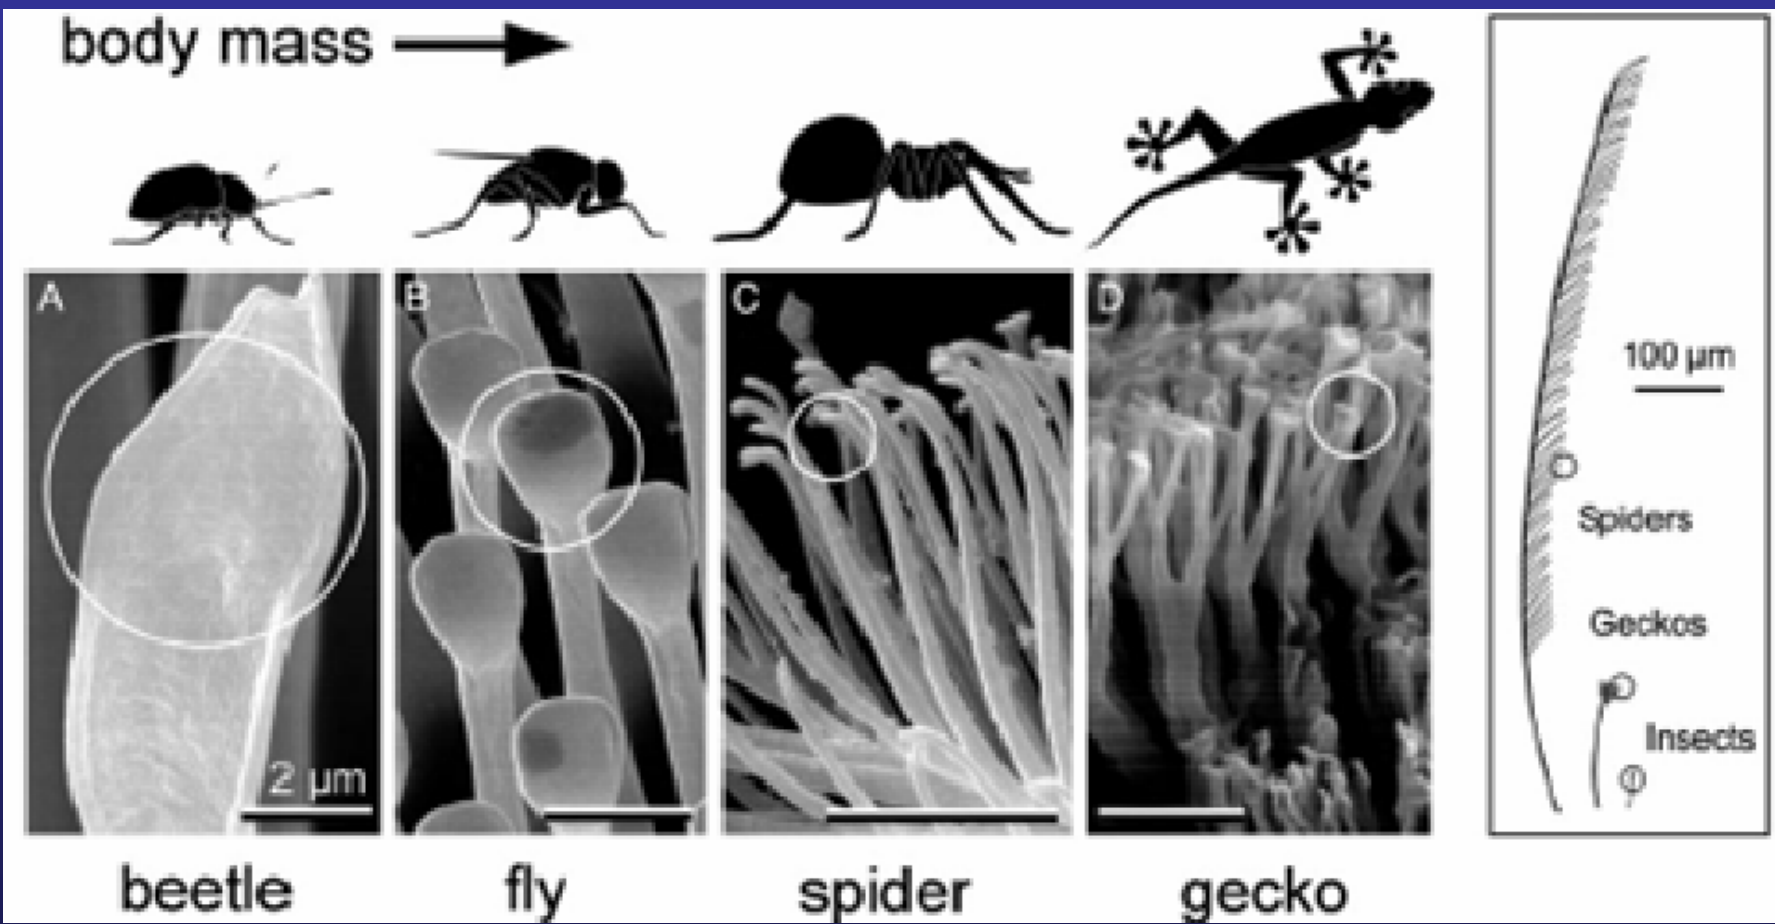 body mass
A
B
C
D
2 µm
beetle
fly
spider
gecko
100 µm
Spiders
Geckos
Insects